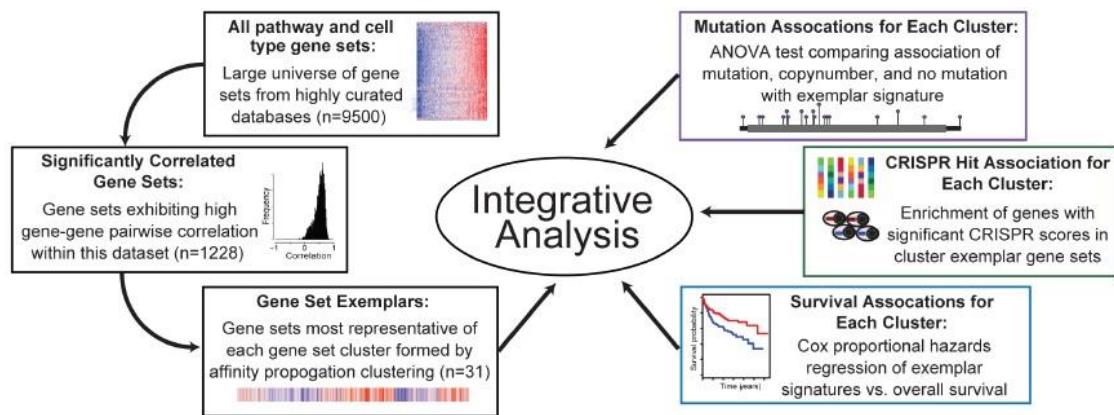 All pathway and cell
type gene sets:
Large universe of gene
sets from highly curated
databases (n=9500)
Significantly Correlated
Gene Sets:
Gene sets exhibiting high
gene-gene pairwise correlation
within this dataset (n=1228)
Frequency
-1
0
1
Correlation
Gene Set Exemplars:
Gene sets most representative of
each gene set cluster formed by
affinity propogation clustering (n=31)
Integrative
Analysis
Mutation Assocations for Each Cluster:
ANOVA test comparing association of
mutation, copynumber, and no mutation
with exemplar signature
CRISPR Hit Association for
Each Cluster:
Enrichment of genes with
significant CRISPR scores in
cluster exemplar gene sets
Survival Assocations for
Each Cluster:
Cox proportional hazards
regression of exemplar
signatures vs. overall survival
Survival probability
Time (years)